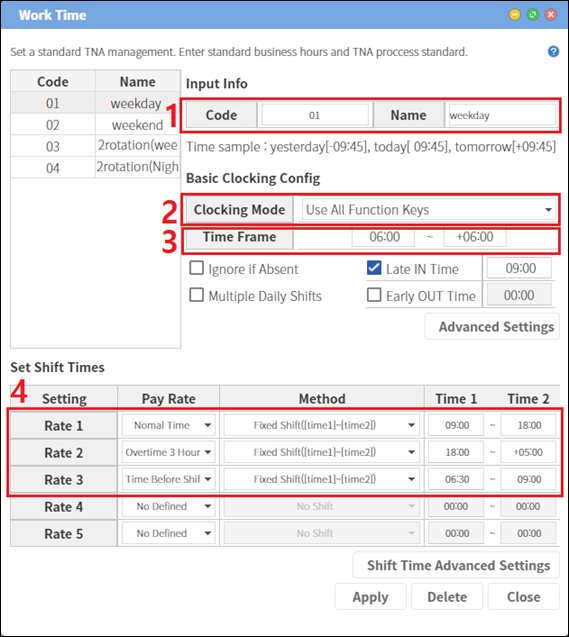 Work Time
Set a standard TNA management. Enter standard business hours and TNA proccess standard.
Code Name
01 weekday
02 weekend
03 2rotation(wee
04 2rotation(Nigh
Input Info
1 Code 01 Name weekday
Time sample : yesterday[-09:45], today[ 09:45], tomorrow[+09:45]
Basic Clocking Config
2 Clocking Mode Use All Function Keys
3 Time Frame 06:00 ~ +06:00
Ignore if Absent Late IN Time 09:00
Multiple Daily Shifts Early OUT Time 00:00
Advanced Settings
Set Shift Times
4
Setting Pay Rate Method Time 1 Time 2
Rate 1 Nomal Time Fixed Shift([time1]~[time2]) 09:00 ~ 18:00
Rate 2 Overtime 3 Hour Fixed Shift([time1]~[time2]) 18:00 ~ +05:00
Rate 3 Time Before Shif Fixed Shift([time1]~[time2]) 06:30 ~ 09:00
Rate 4 No Defined No Shift 00:00 ~ 00:00
Rate 5 No Defined No Shift 00:00 ~ 00:00
Shift Time Advanced Settings
Apply Delete Close